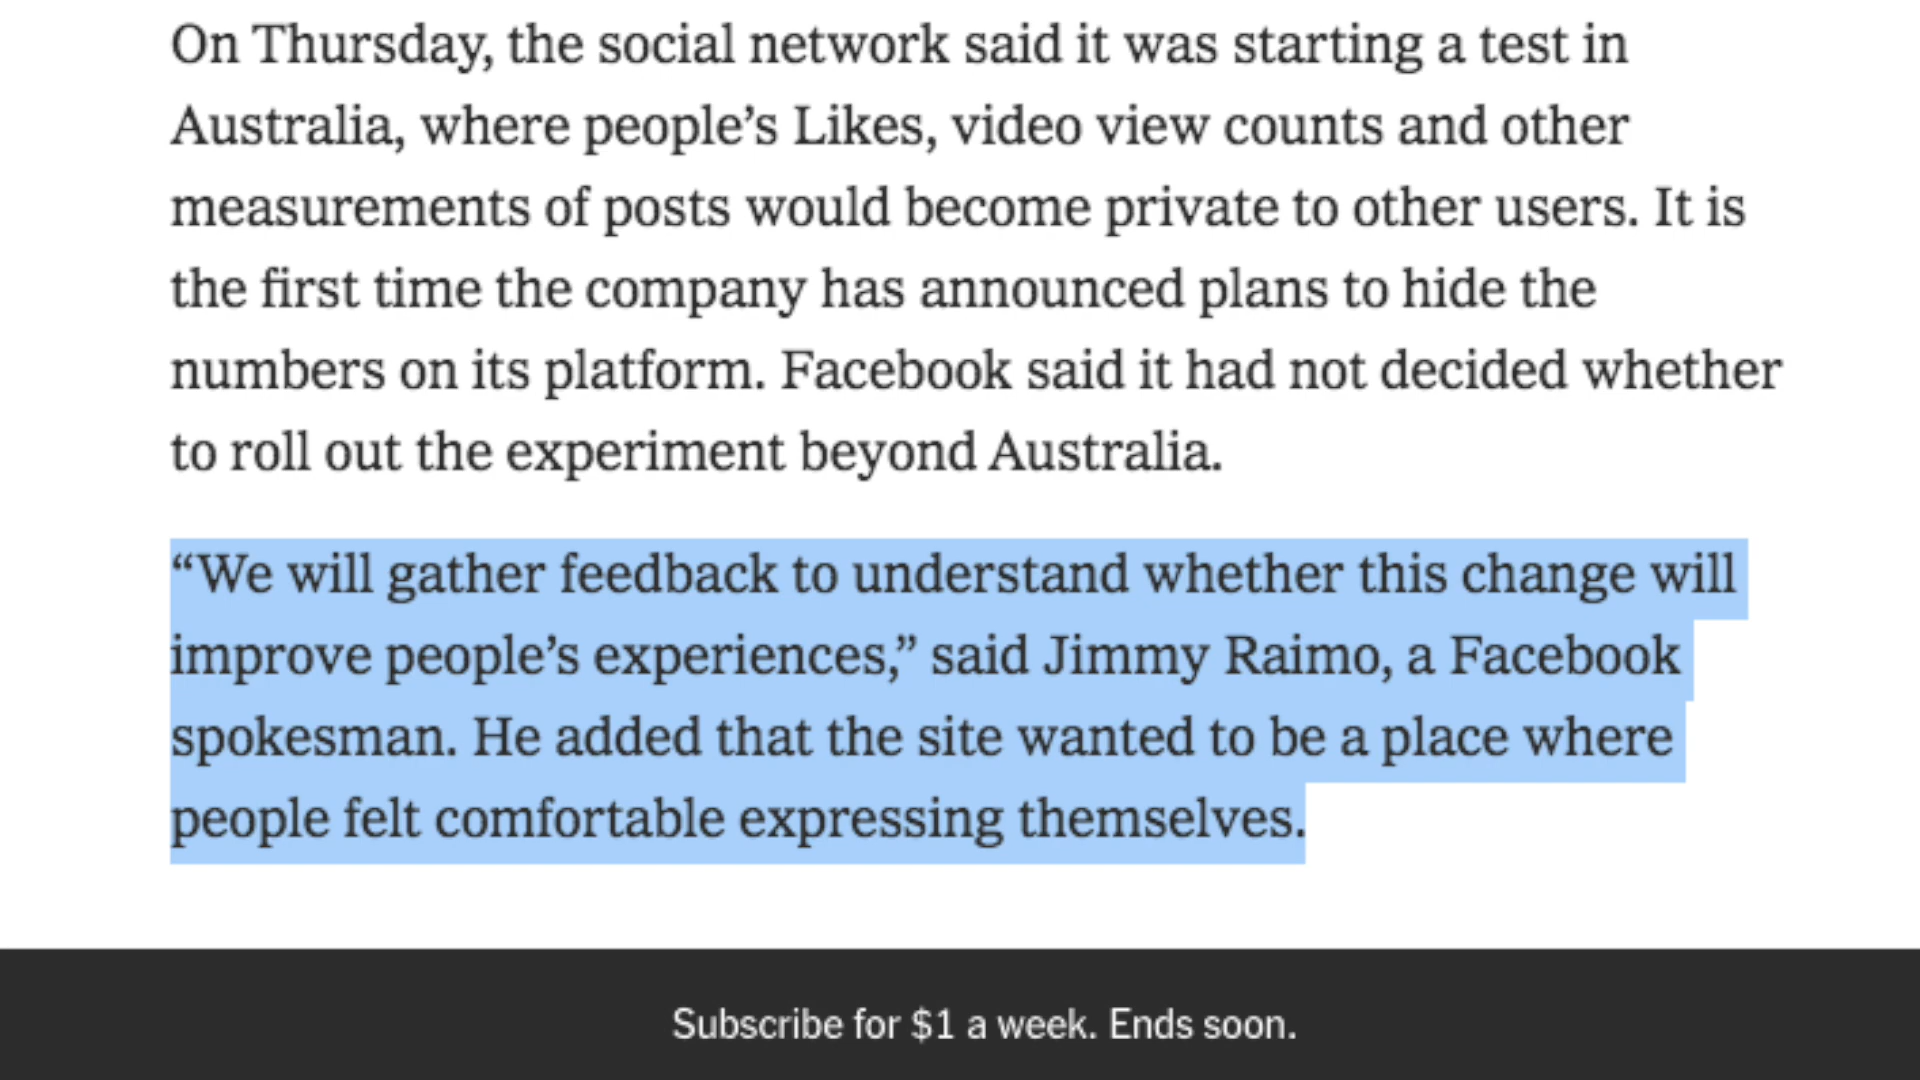 On Thursday, the social network said it was starting a test in
Australia, where people’s Likes, video view counts and other
measurements of posts would become private to other users. It is
the first time the company has announced plans to hide the
numbers on its platform. Facebook said it had not decided whether
to roll out the experiment beyond Australia.
“We will gather feedback to understand whether this change will
improve people’s experiences,” said Jimmy Raimo, a Facebook
spokesman. He added that the site wanted to be a place where
people felt comfortable expressing themselves.
Subscribe for $1 a week. Ends soon.